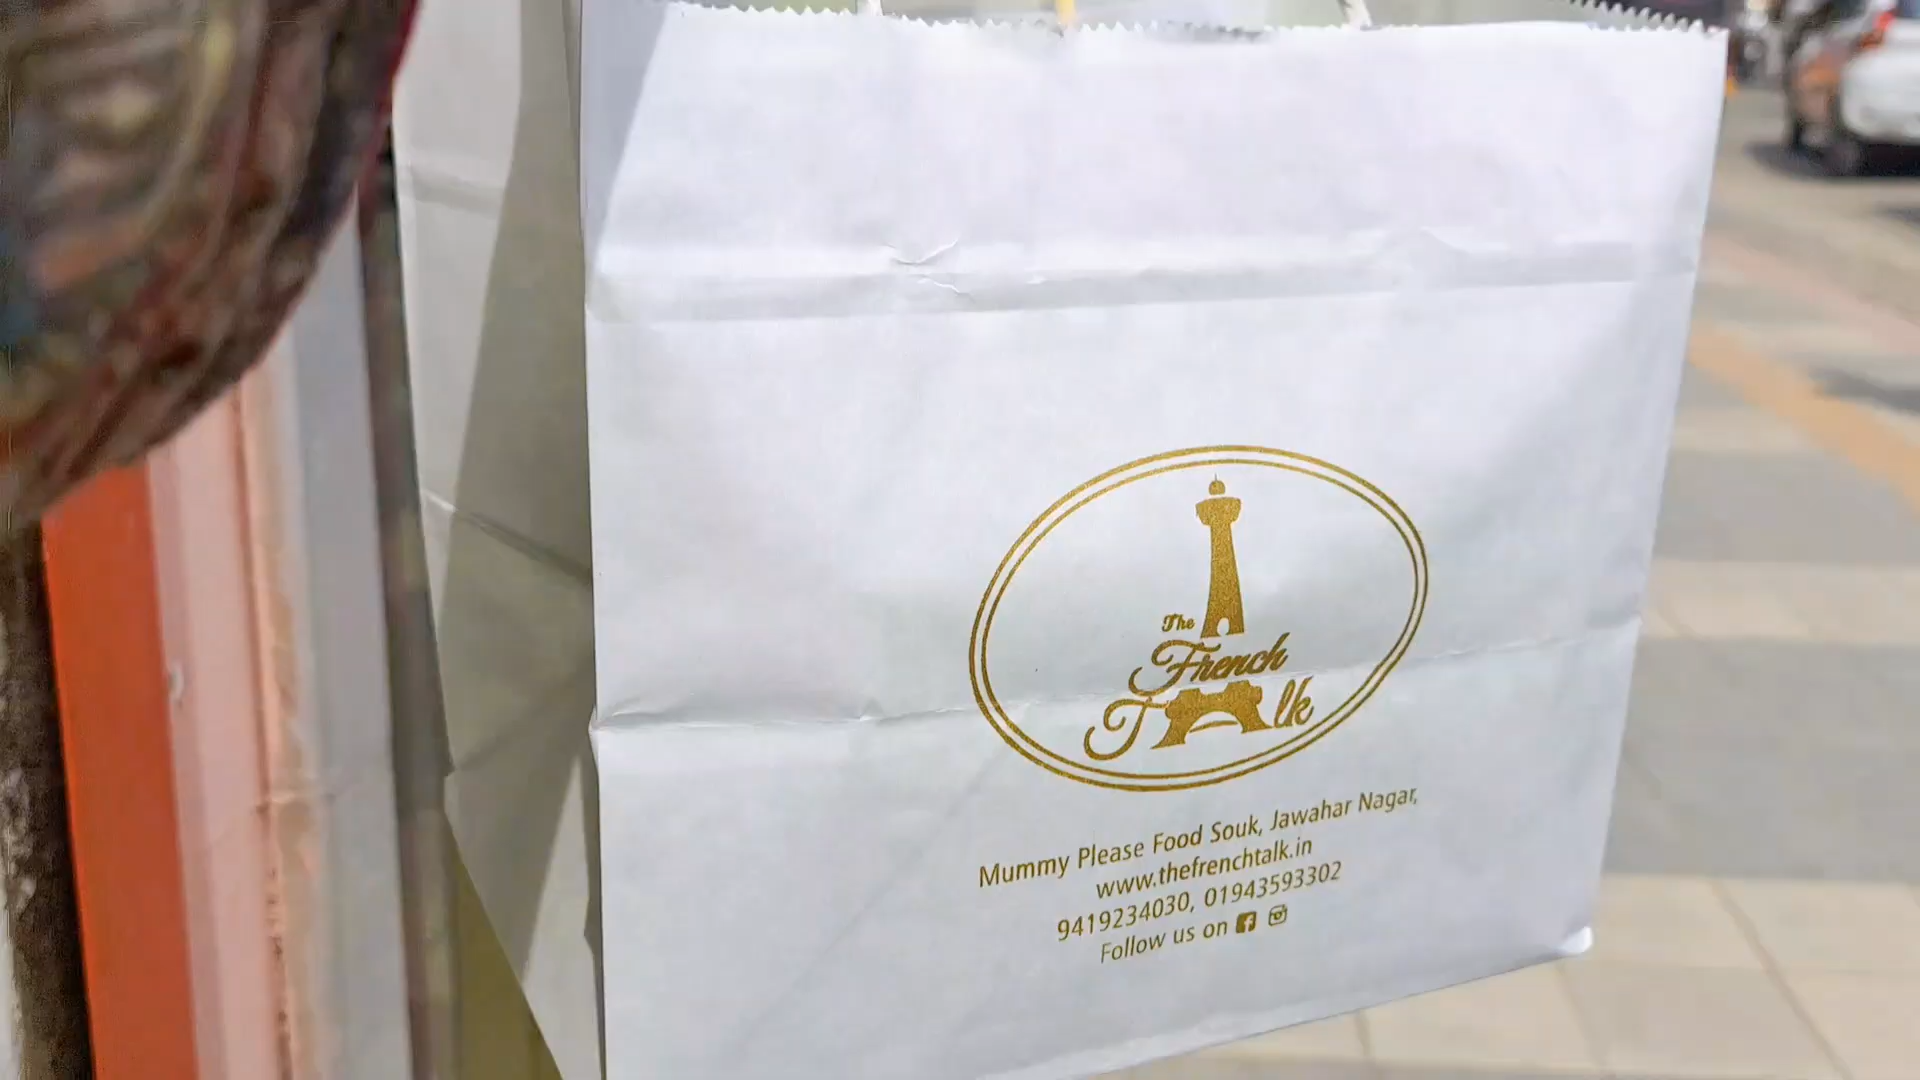 The
French
Talk
Mummy Please Food Souk, Jawahar Nagar,
www.thefrenchtalk.in
9419234030, 01943593302
Follow us on